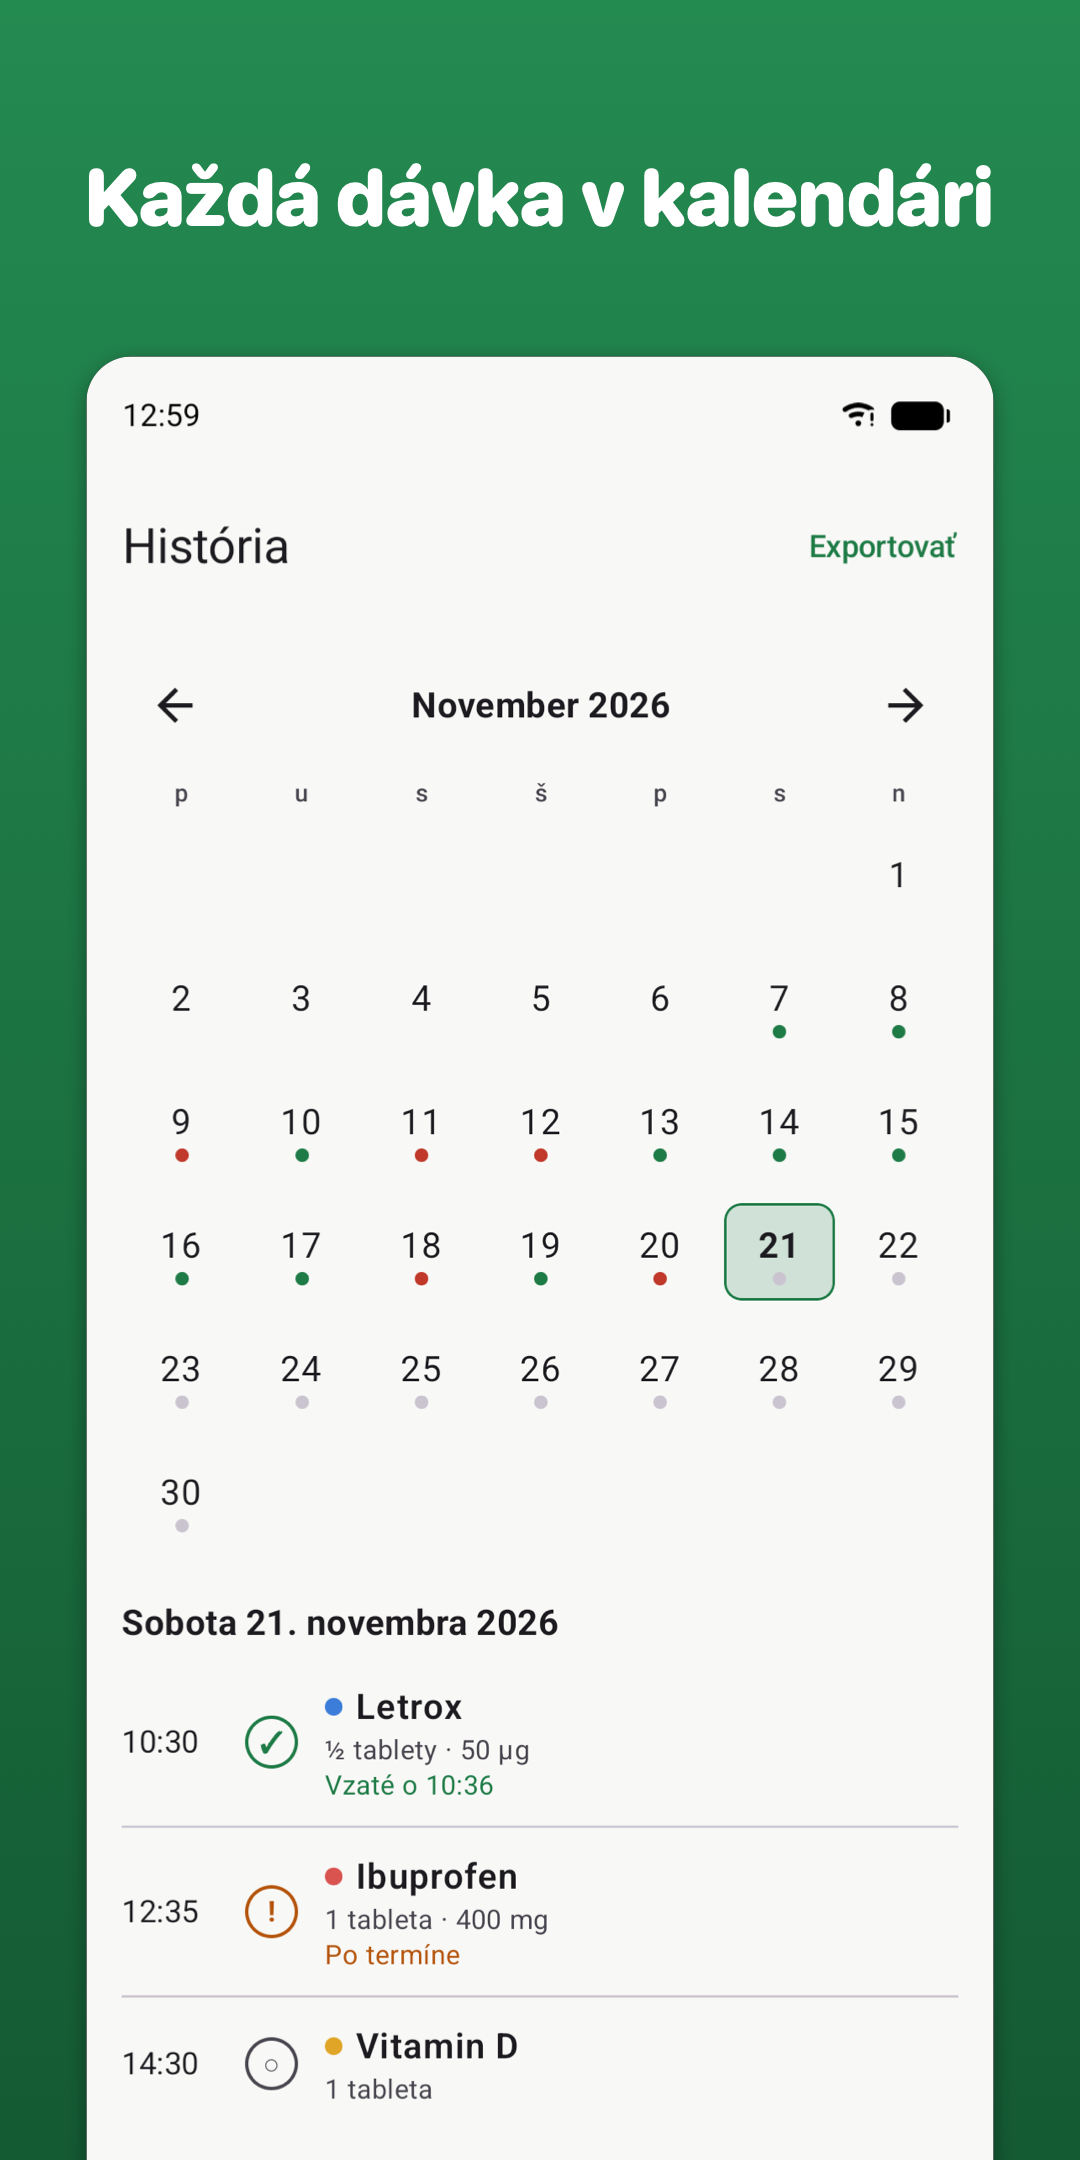 Každá dávka v kalendári
12:59
História
Exportovať
November 2026
p u s š p s n
1
2 3 4 5 6 7 8
9 10 11 12 13 14 15
16 17 18 19 20 21 22
23 24 25 26 27 28 29
30
Sobota 21. novembra 2026
10:30
Letrox
½ tablety · 50 µg
Vzaté o 10:36
12:35
Ibuprofen
1 tableta · 400 mg
Po termíne
14:30
Vitamin D
1 tableta